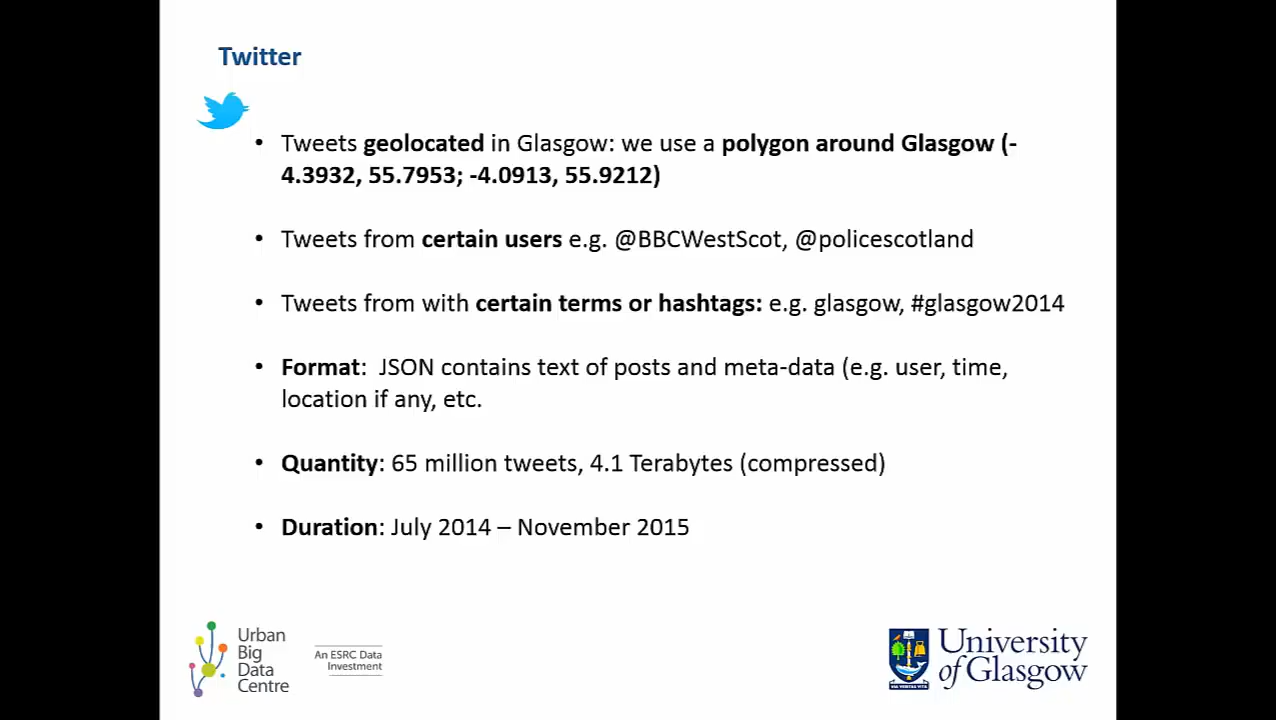 Twitter
• Tweets geolocated in Glasgow: we use a polygon around Glasgow (-
4.3932, 55.7953; -4.0913, 55.9212)
• Tweets from certain users e.g. @BBCWestScot, @policescotland
• Tweets from with certain terms or hashtags: e.g. glasgow, #glasgow2014
• Format: JSON contains text of posts and meta-data (e.g. user, time,
location if any, etc.
• Quantity: 65 million tweets, 4.1 Terabytes (compressed)
• Duration: July 2014 – November 2015
Urban
Big
Data
Centre
An ESRC Data
Investment
University
of Glasgow